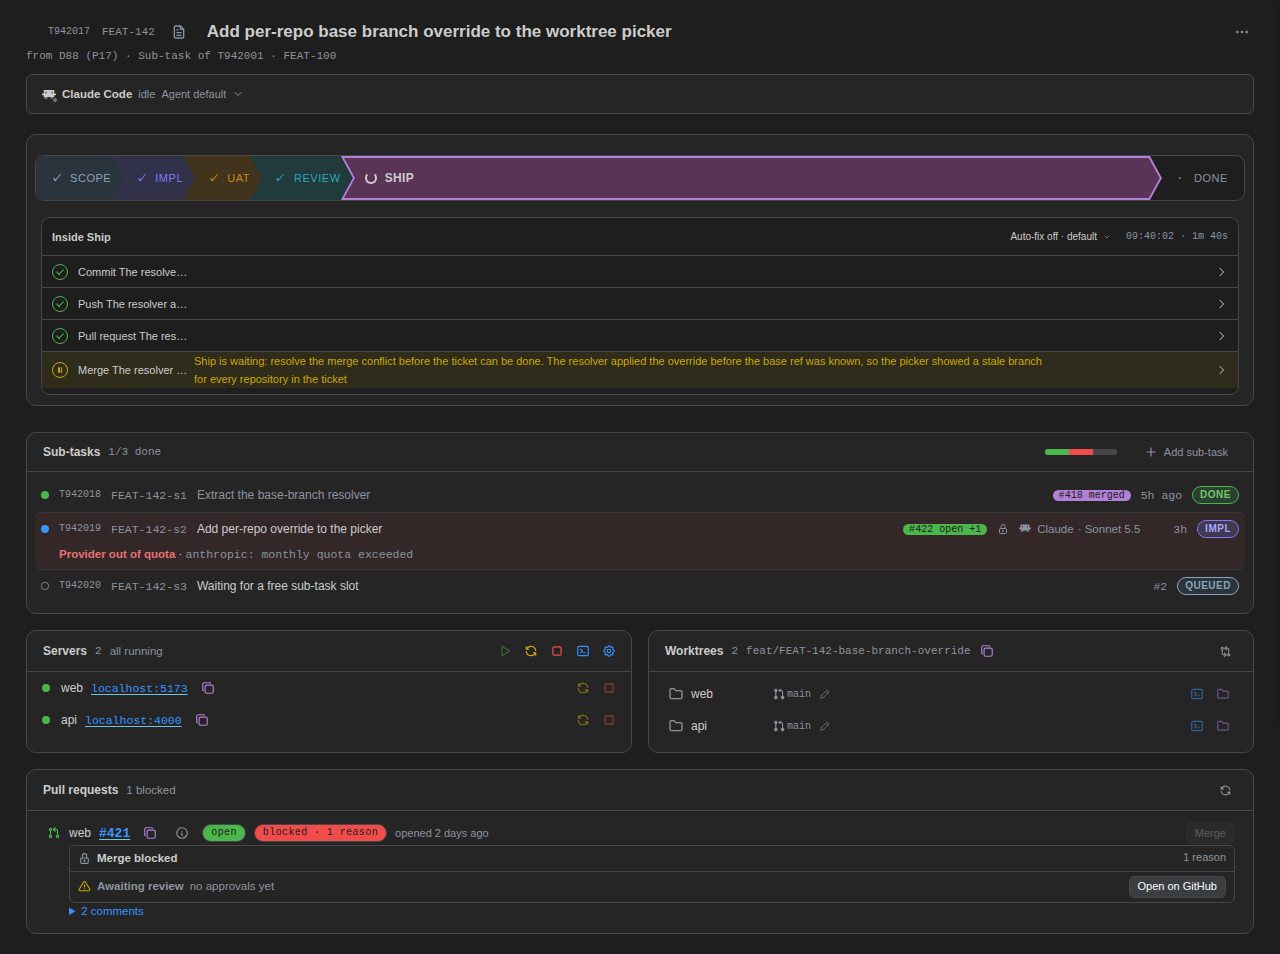 T942017 FEAT-142 Add per-repo base branch override to the worktree picker
from D88 (P17) · Sub-task of T942001 · FEAT-100
Claude Code idle Agent default
SCOPE IMPL UAT REVIEW SHIP DONE
Inside Ship Auto-fix off · default 09:40:02 · 1m 40s
Commit The resolve…
Push The resolver a…
Pull request The res…
Merge The resolver … Ship is waiting: resolve the merge conflict before the ticket can be done. The resolver applied the override before the base ref was known, so the picker showed a stale branch
for every repository in the ticket
Sub-tasks 1/3 done Add sub-task
T942018 FEAT-142-s1 Extract the base-branch resolver #418 merged 5h ago DONE
T942019 FEAT-142-s2 Add per-repo override to the picker #422 open +1 Claude · Sonnet 5.5 3h IMPL
Provider out of quota · anthropic: monthly quota exceeded
T942020 FEAT-142-s3 Waiting for a free sub-task slot #2 QUEUED
Servers 2 all running
web localhost:5173
api localhost:4000
Worktrees 2 feat/FEAT-142-base-branch-override
web main
api main
Pull requests 1 blocked
web #421 open blocked · 1 reason opened 2 days ago Merge
Merge blocked 1 reason
Awaiting review no approvals yet Open on GitHub
2 comments